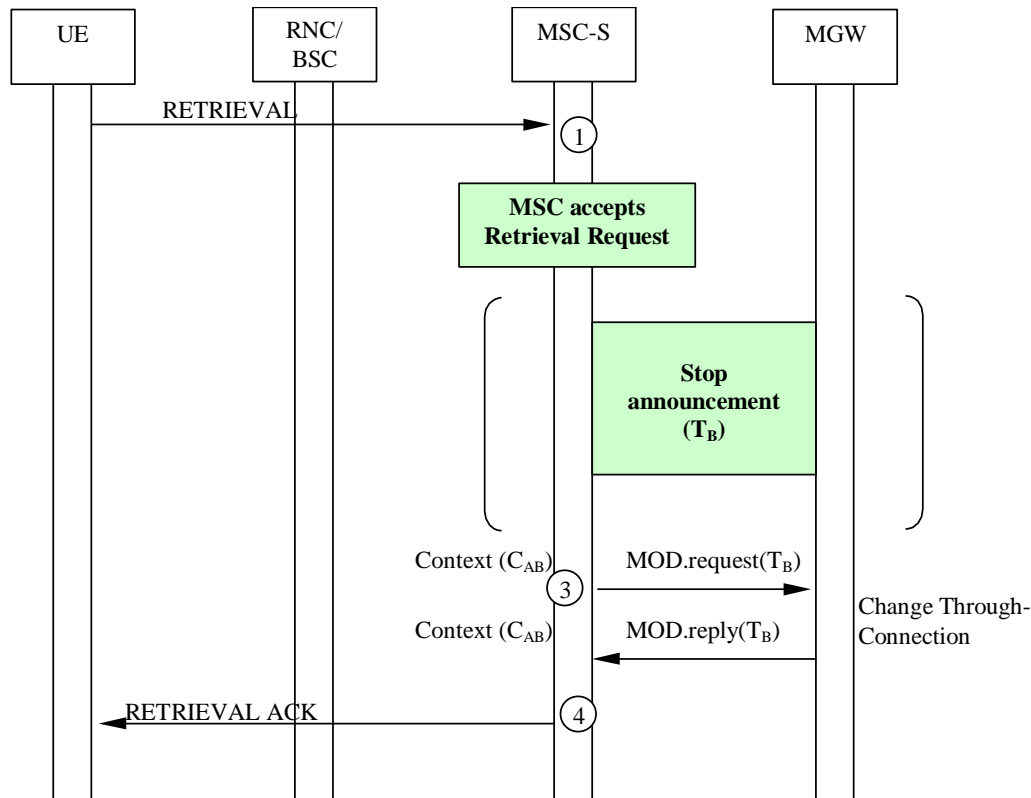 UE
RNC/
BSC
MSC-S
MGW
RETRIEVAL
1
MSC accepts
Retrieval Request
Stop
announcement
(TB)
Context (CAB)
MOD.request(TB)
3
Change Through-
Connection
Context (CAB)
MOD.reply(TB)
RETRIEVAL ACK
4